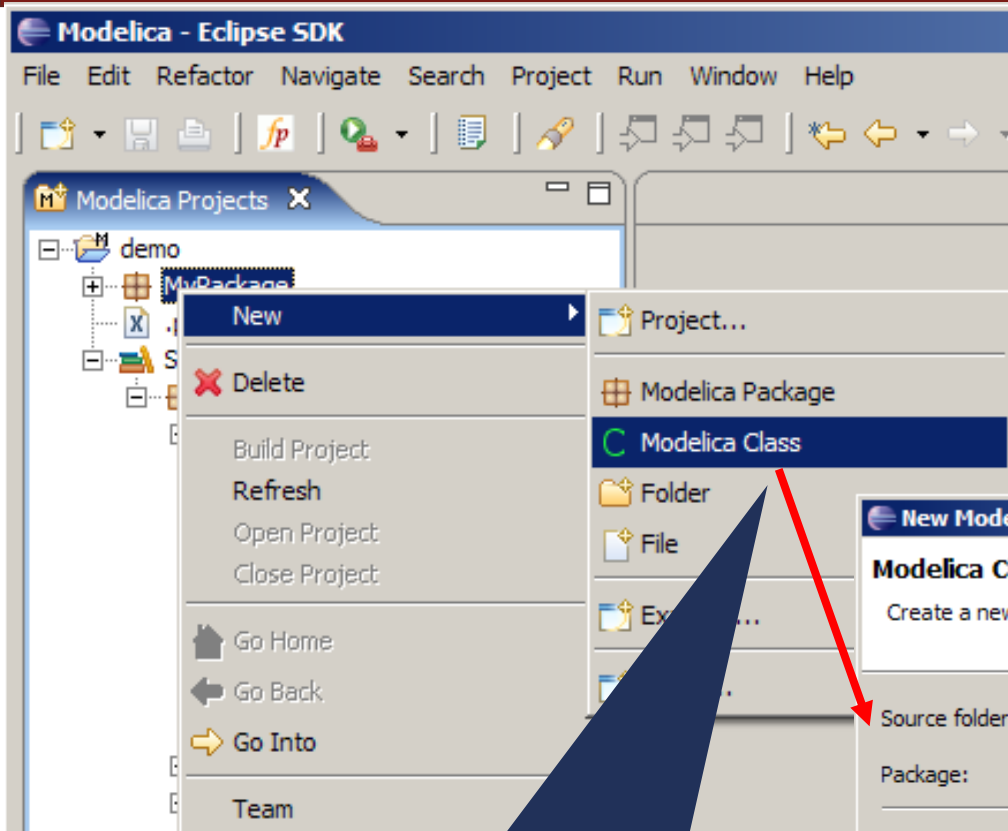 Modelica - Eclipse SDK
File Edit Refactor Navigate Search Project Run Window Help
Modelica Projects
demo
MyPackage
New
Delete
Build Project
Refresh
Open Project
Close Project
Go Home
Go Back
Go Into
Team
Project...
Modelica Package
Modelica Class
Folder
File
New Mode
Modelica C
Create a new
Source folder
Package: